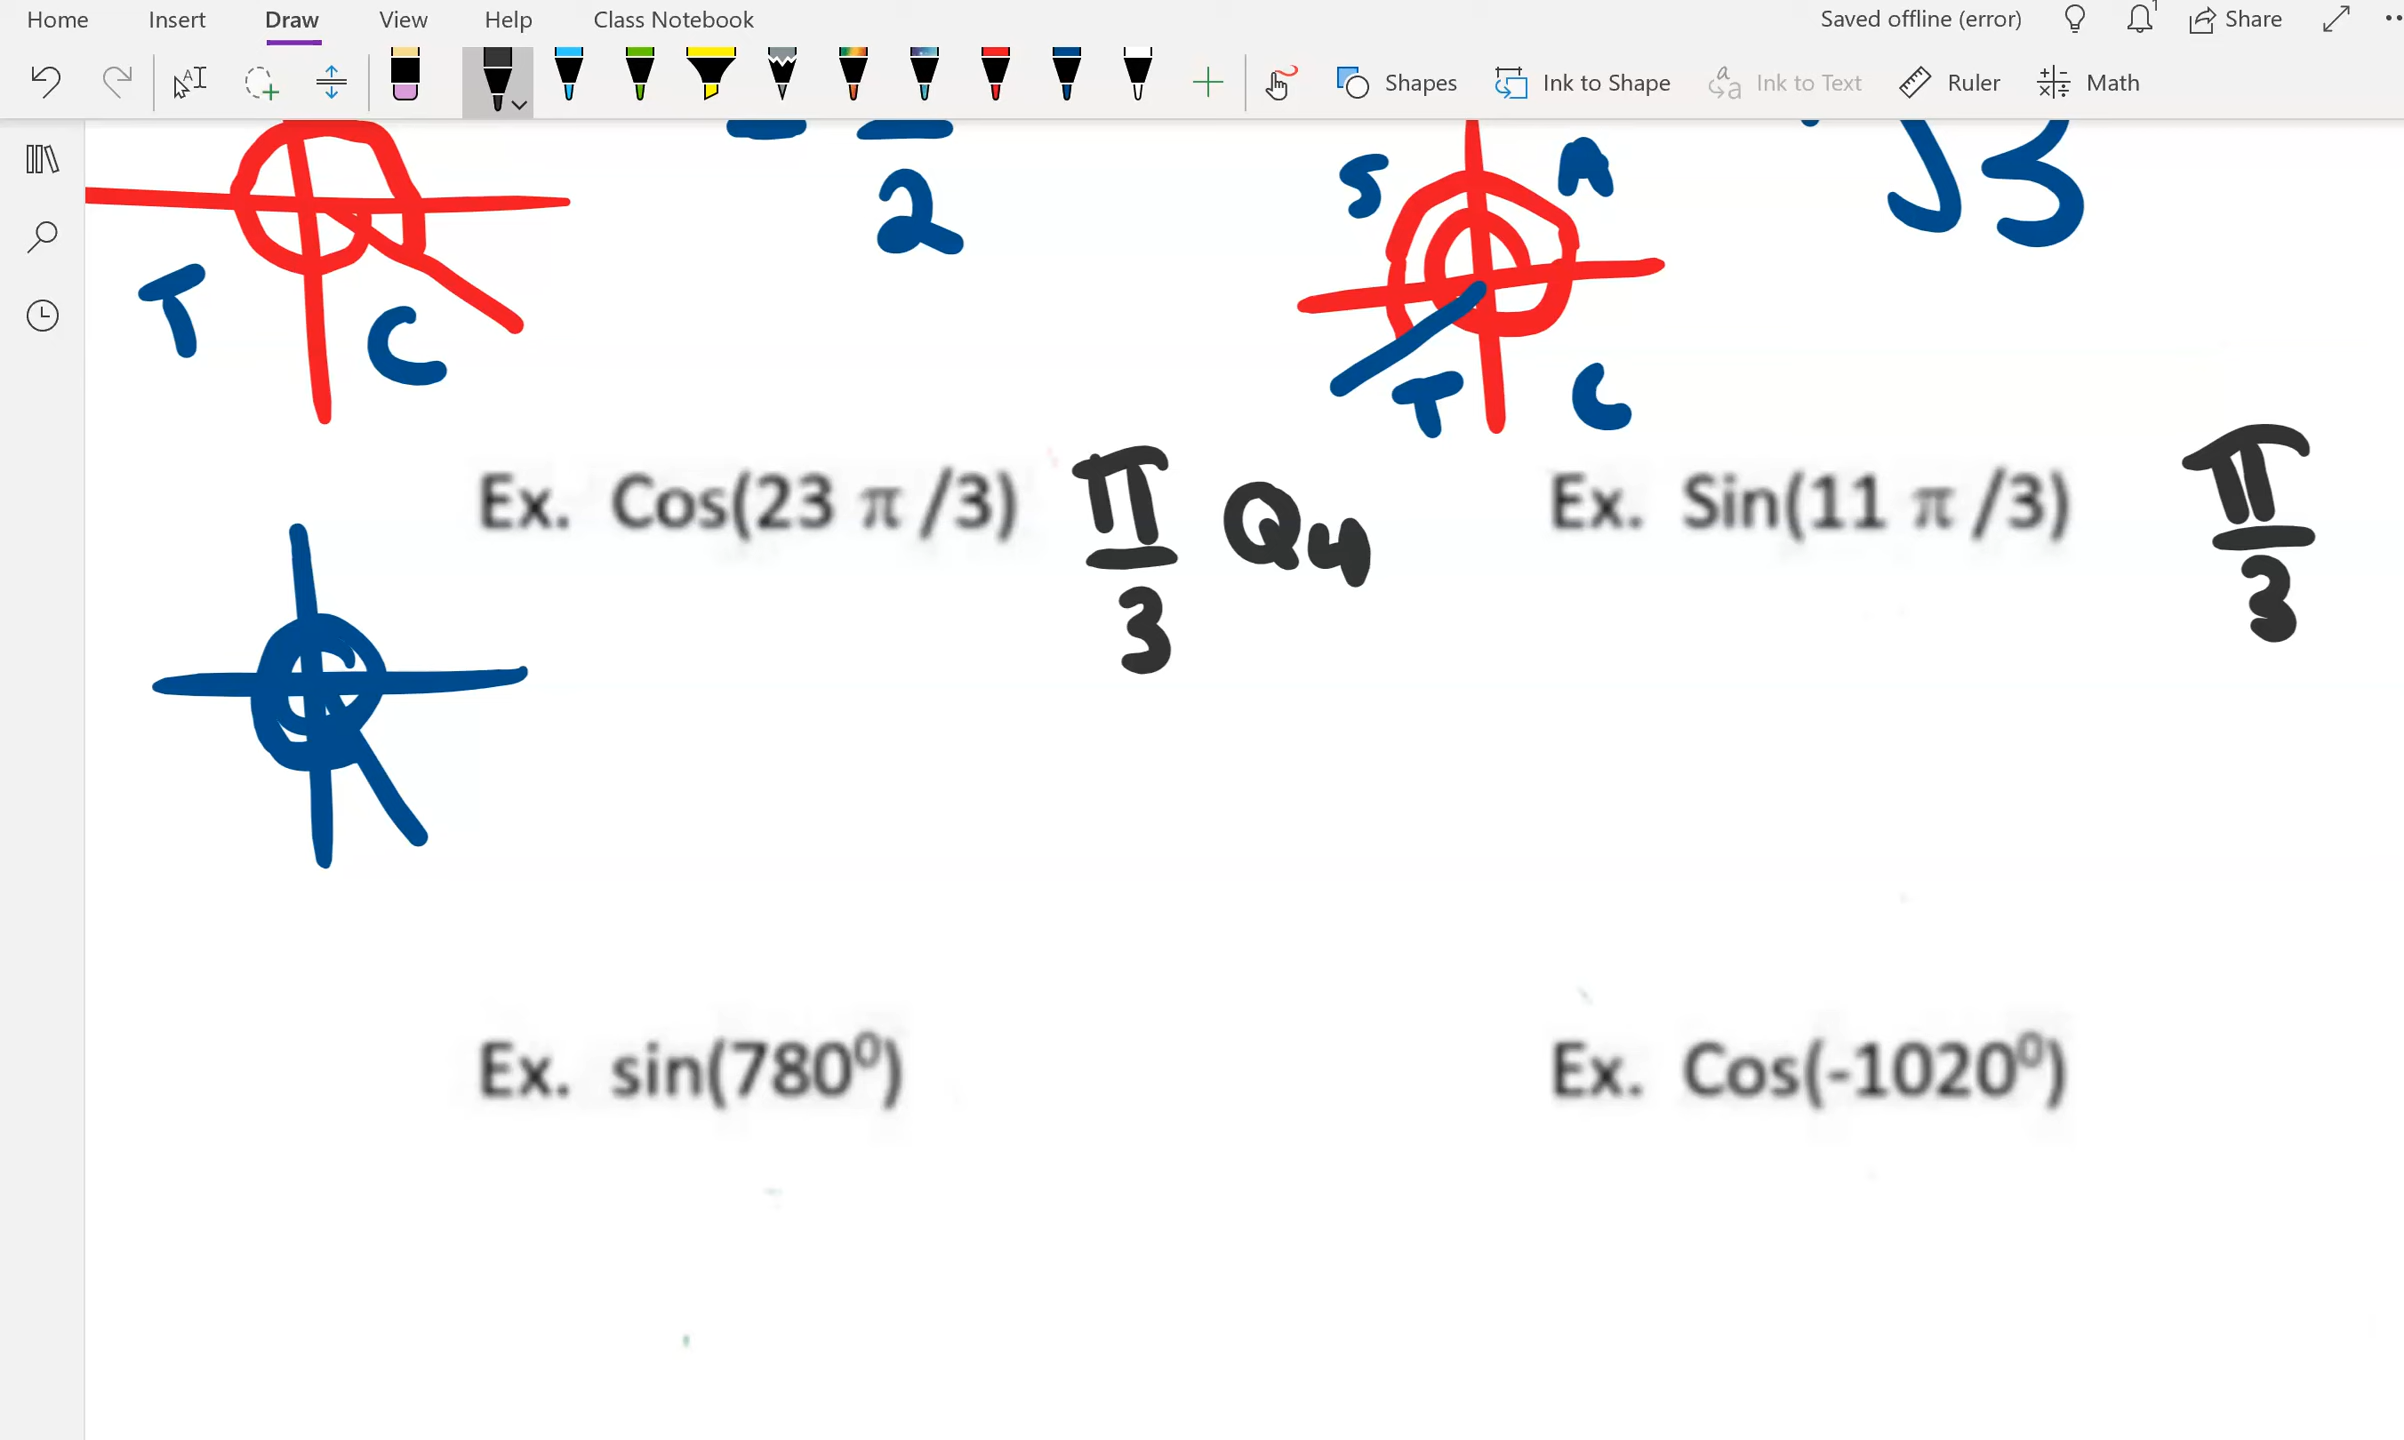 Home Insert Draw View Help Class Notebook Saved offline (error) 1 Share
Shapes Ink to Shape Ink to Text Ruler Math
2
S A √3
T C
T C
Ex. Cos(23 π /3) π/3 Q4
Ex. Sin(11 π /3) π/3
Ex. sin(780⁰)
Ex. Cos(-1020⁰)